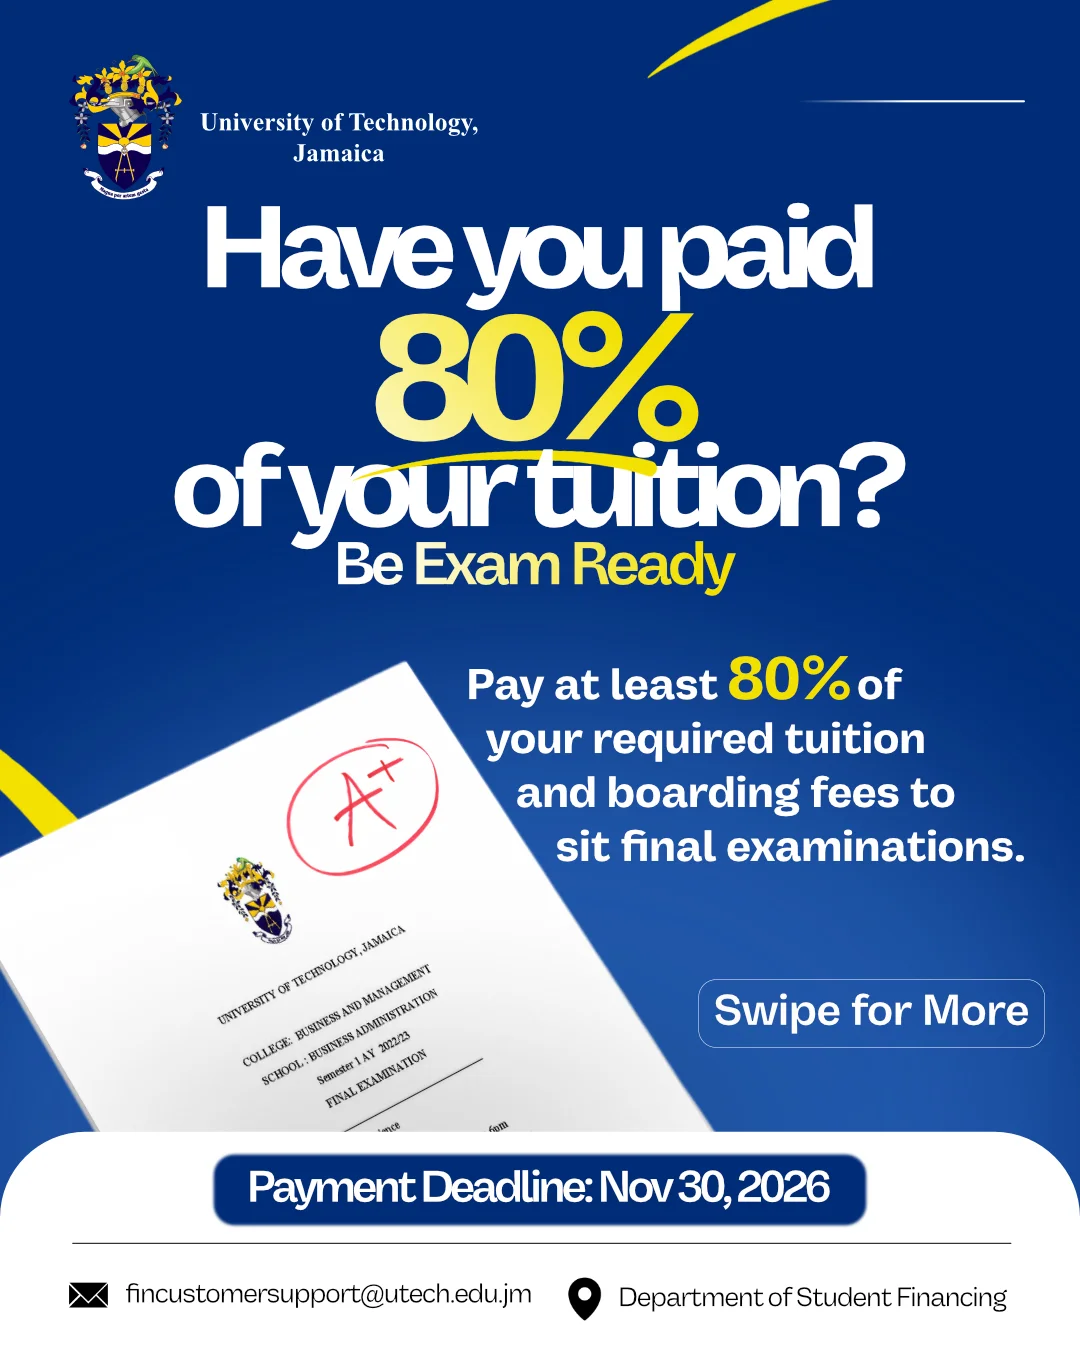 University of Technology,
Jamaica
Have you paid
80%
of your tuition?
Be Exam Ready
Pay at least 80% of
your required tuition
and boarding fees to
sit final examinations.
A+
UNIVERSITY OF TECHNOLOGY, JAMAICA
COLLEGE: BUSINESS AND MANAGEMENT
SCHOOL : BUSINESS ADMINISTRATION
Semester 1 AY 2022/23
FINAL EXAMINATION
Swipe for More
Payment Deadline: Nov 30, 2026
fincustomersupport@utech.edu.jm
Department of Student Financing